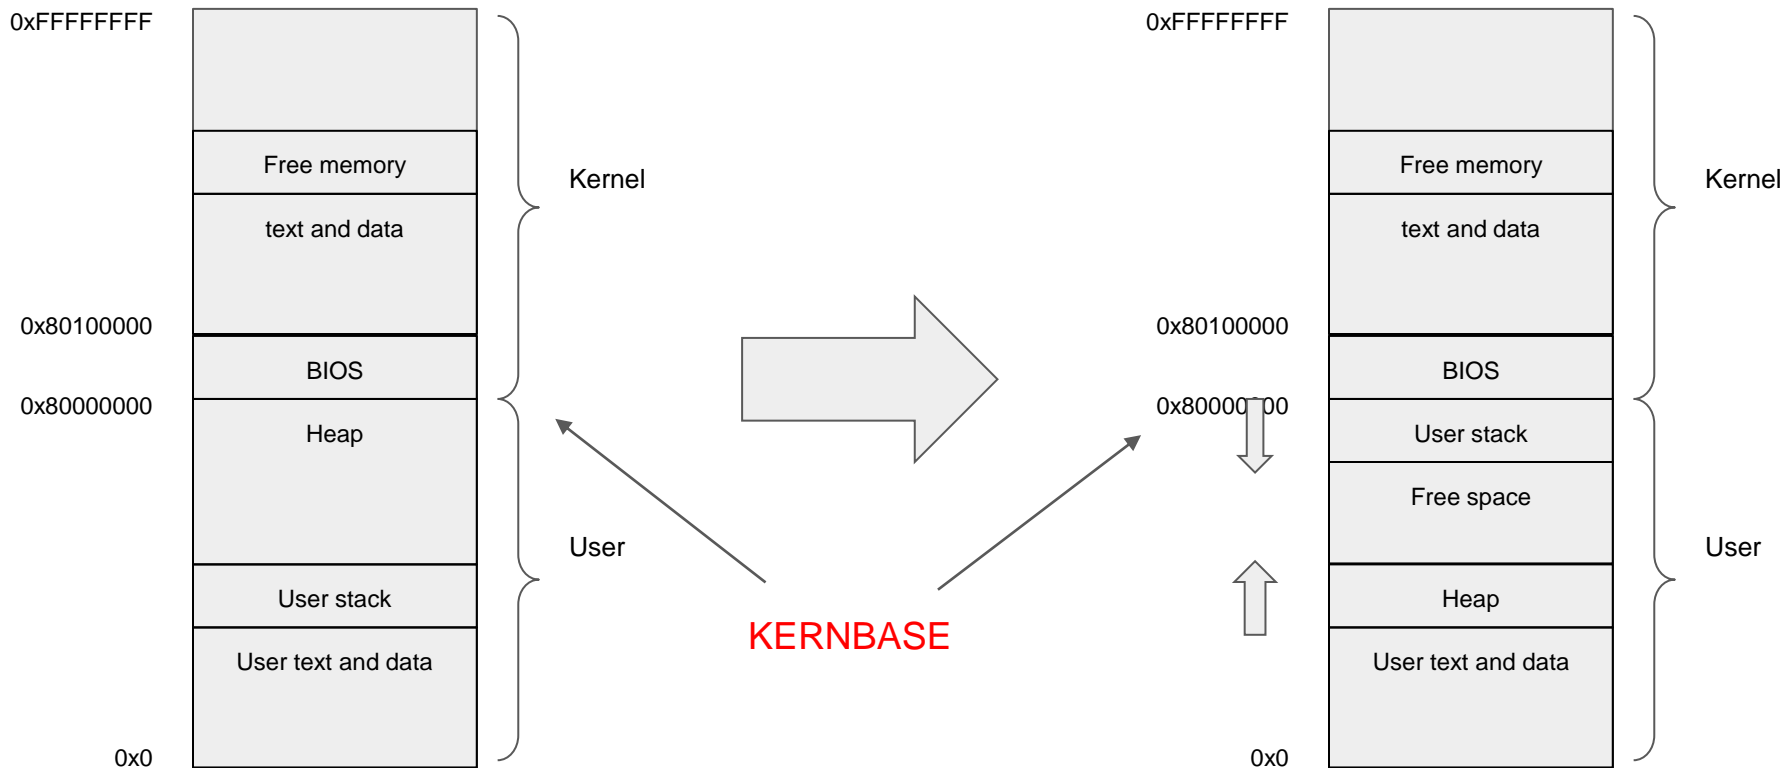 0xFFFFFFFF
Free memory
Kernel
text and data
0x80100000
BIOS
0x80000000
Heap
User
User stack
User text and data
0x0
KERNBASE
0xFFFFFFFF
Free memory
Kernel
text and data
0x80100000
BIOS
0x80000000
User stack
Free space
User
Heap
User text and data
0x0